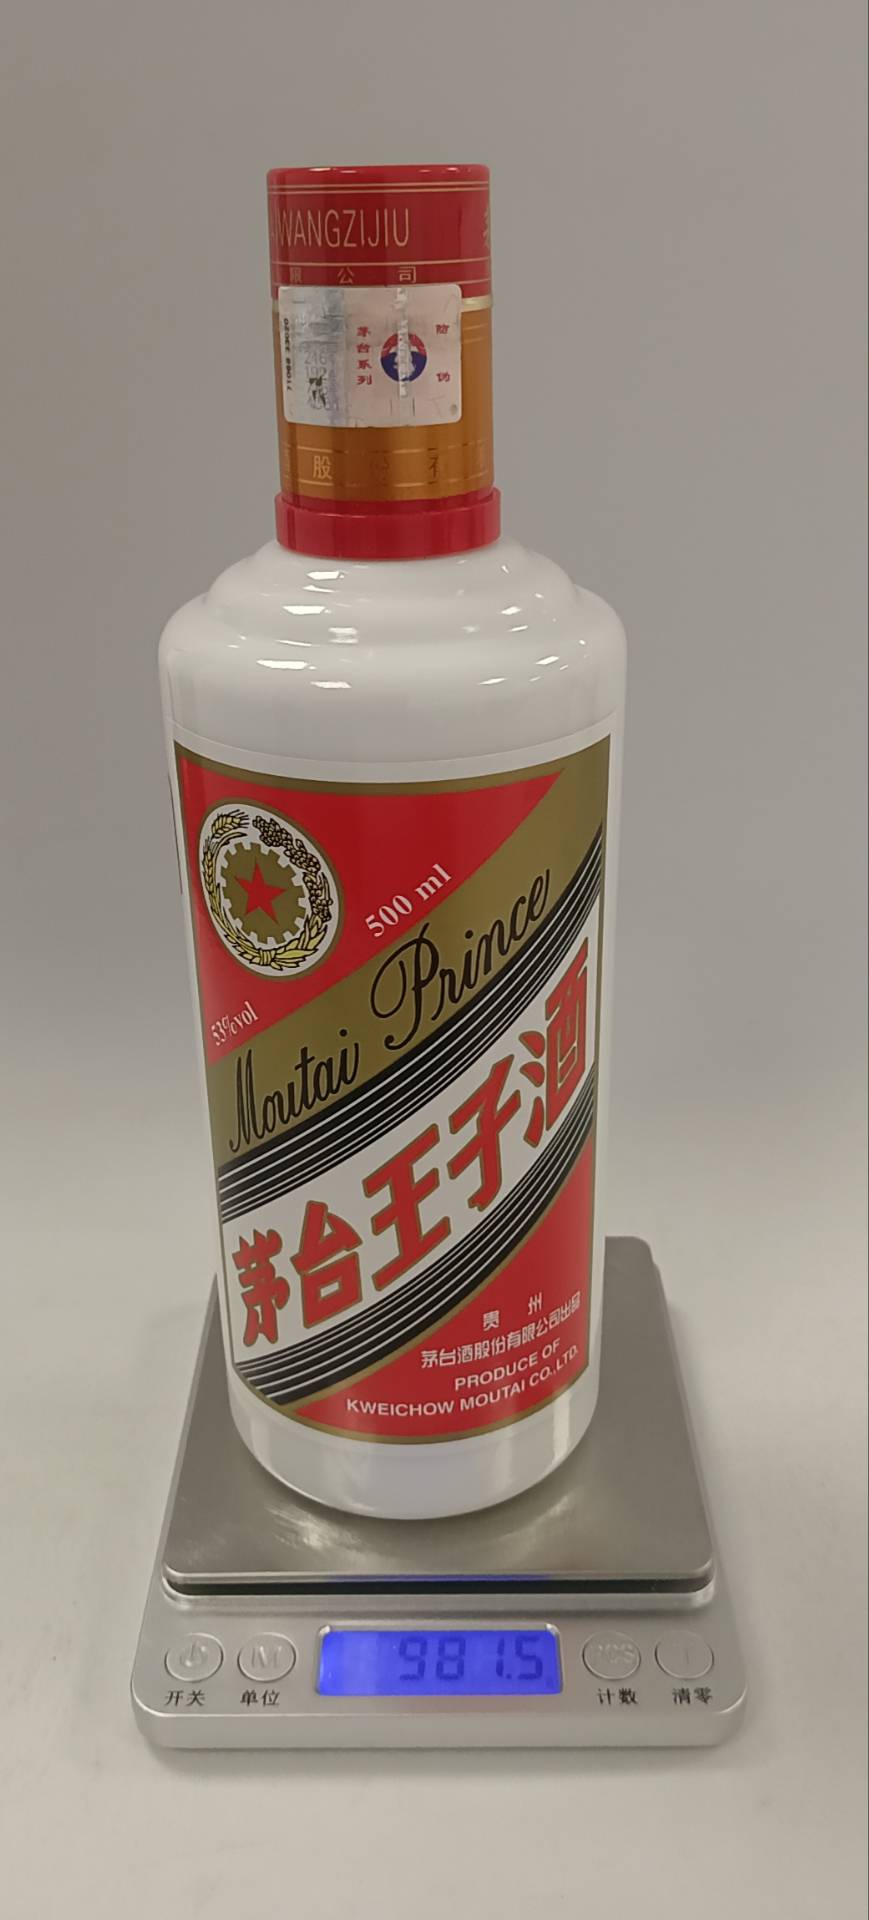 WANGZIJIU
限公司
茅台系列
防伪
股份有
500 ml
53%vol
Moutai Prince
茅台王子酒
贵州
茅台酒股份有限公司出品
PRODUCE OF
KWEICHOW MOUTAI CO.,LTD.
981.5
开关 单位 计数 清零